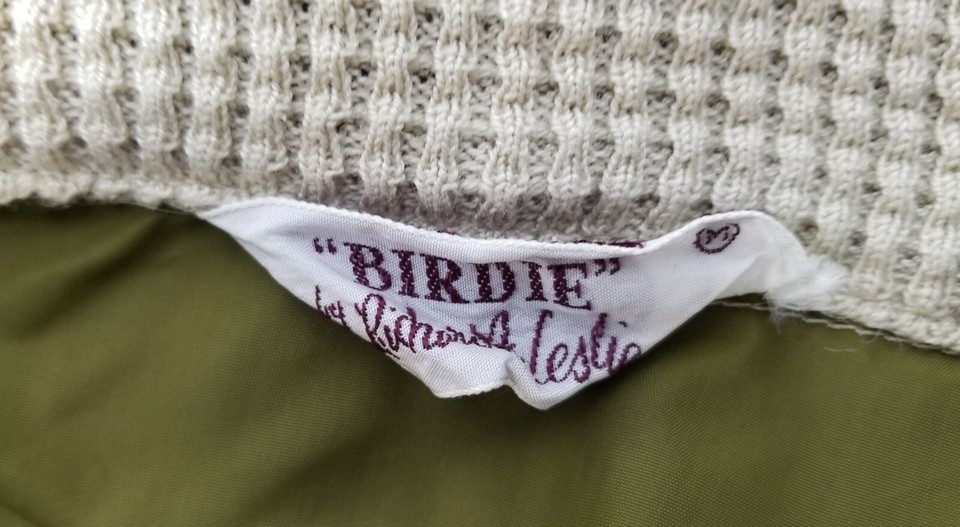 “BIRDIE”
by Richard Leslie